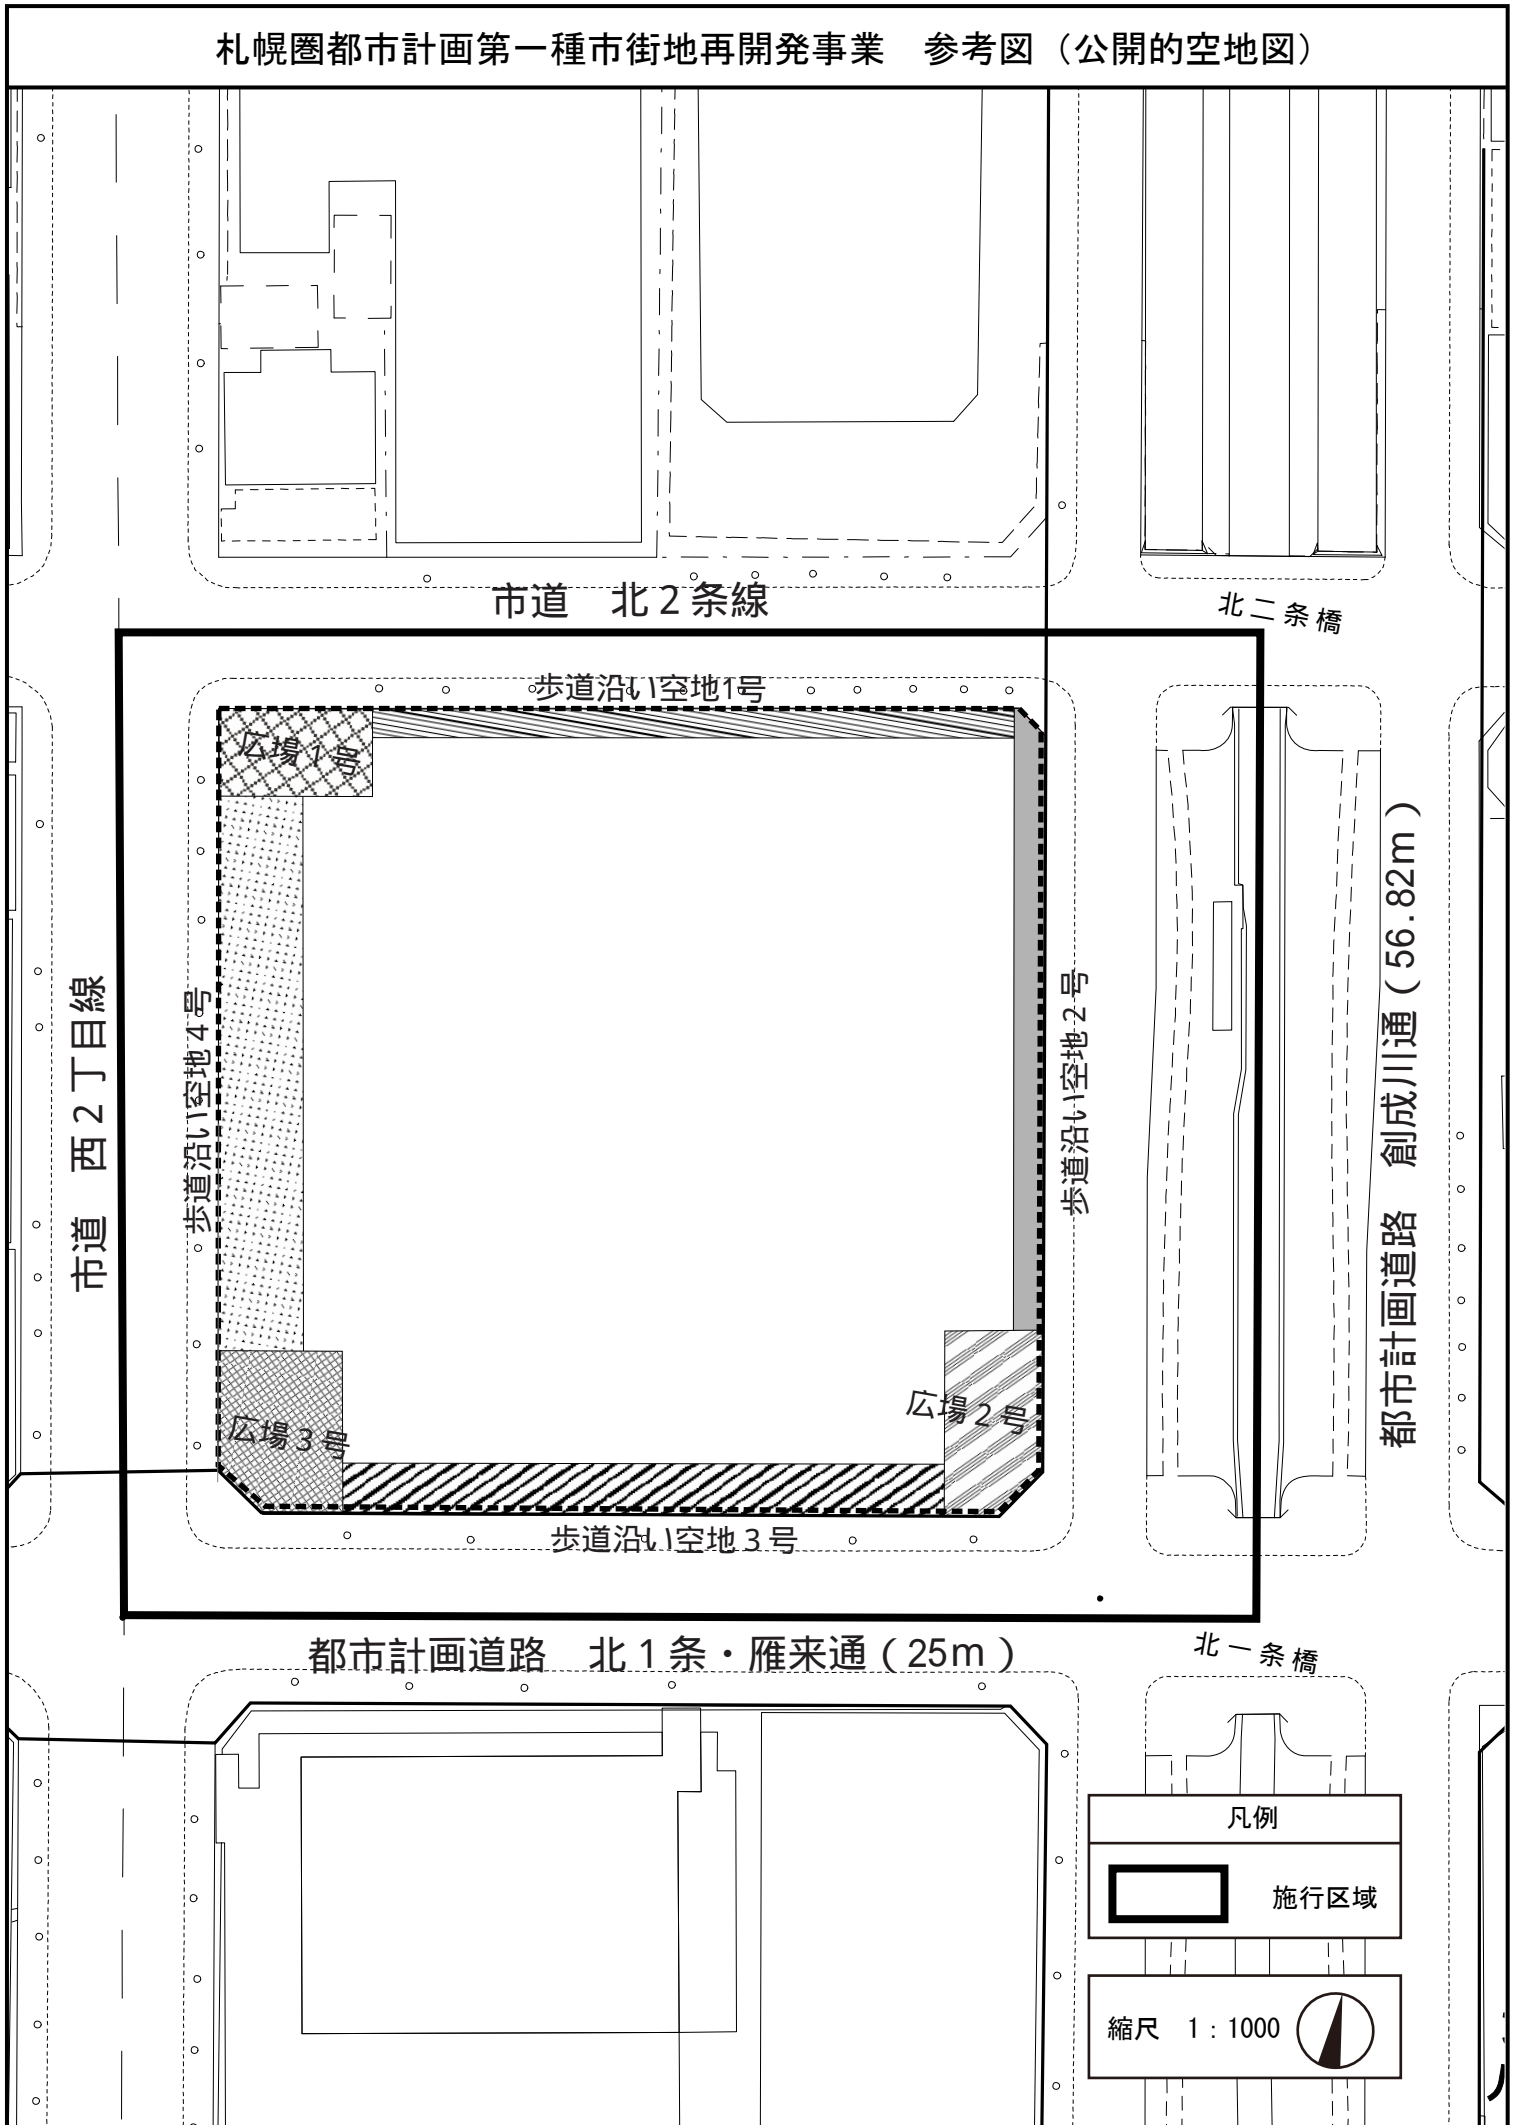 札幌圏都市計画第一種市街地再開発事業　参考図（公開的空地図）
市道　北２条線
北二条橋
歩道沿い空地1号
広場１号
都市計画道路　創成川通（56.82m）
市道　西２丁目線
歩道沿い空地４号
歩道沿い空地２号
広場２号
広場３号
歩道沿い空地３号
都市計画道路　北１条・雁来通（25m）
北一条橋
凡例
施行区域
縮尺　1：1000